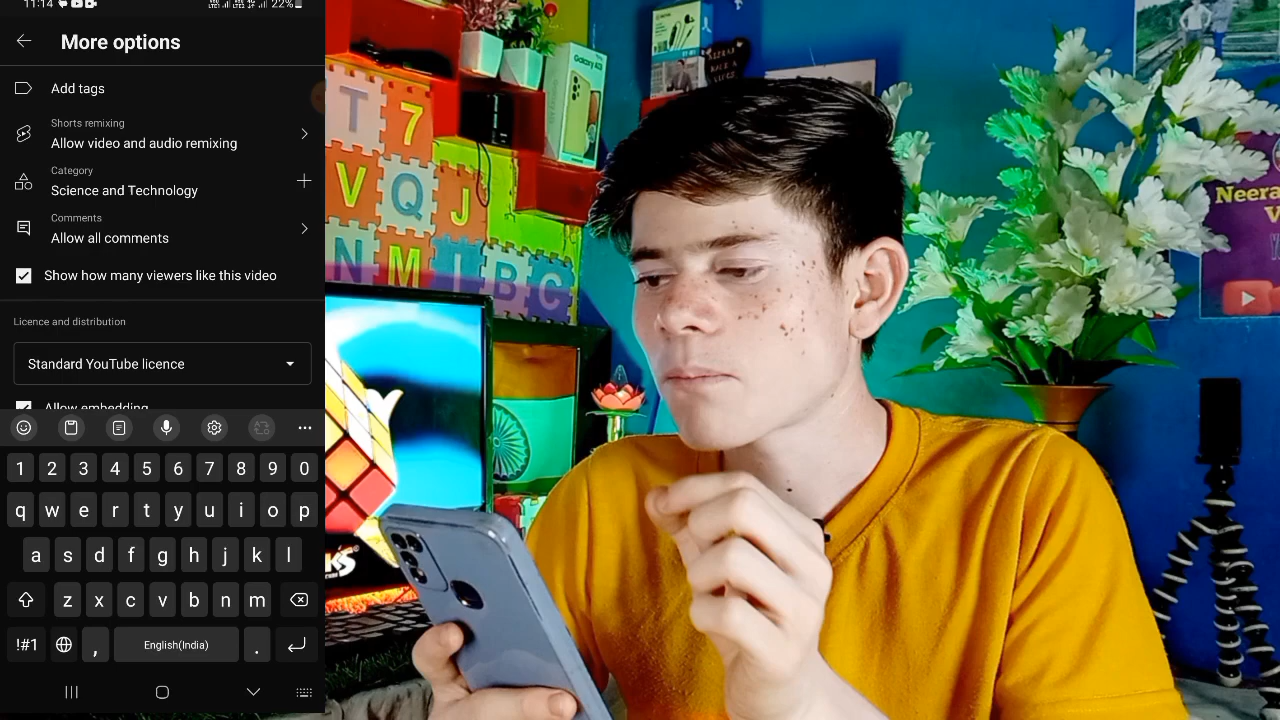 11:14
22%
More options
Add tags
Shorts remixing
Allow video and audio remixing
Category
Science and Technology
Comments
Allow all comments
Show how many viewers like this video
Licence and distribution
Standard YouTube licence
Allow embedding
1 2 3 4 5 6 7 8 9 0
q w e r t y u i o p
a s d f g h j k l
z x c v b n m
!#1 , English(India) .
T 7
V Q J
N M I B C
Galaxy A13
Neera
V